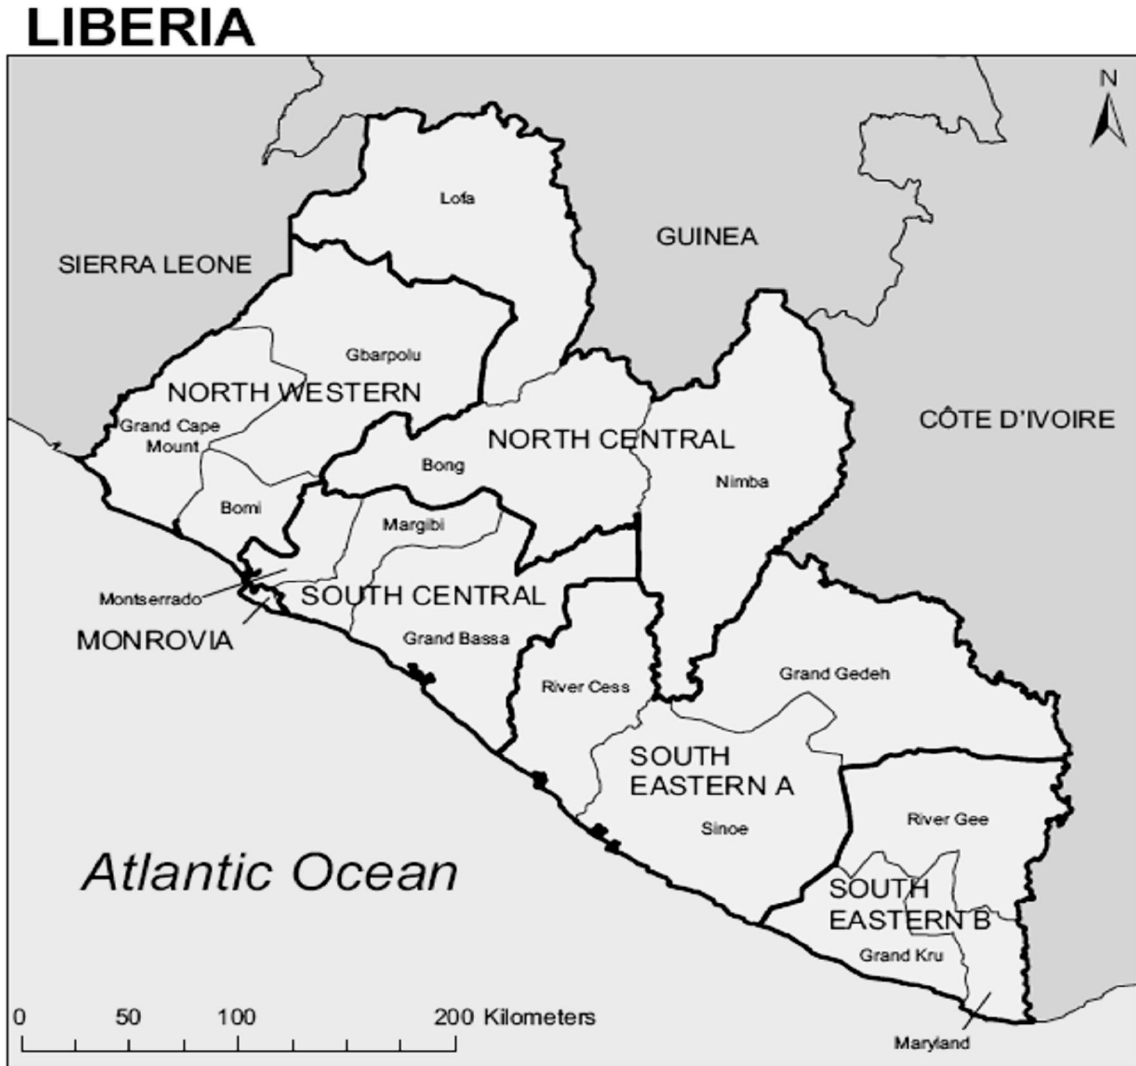 LIBERIA
N
Lofa
GUINEA
SIERRA LEONE
Gbarpolu
NORTH WESTERN
Grand Cape
Mount
CÔTE D'IVOIRE
NORTH CENTRAL
Bong
Nimba
Bomi
Margibi
Montserrado
SOUTH CENTRAL
MONROVIA
Grand Bassa
River Cess
Grand Gedeh
SOUTH
EASTERN A
Sinoe
River Gee
Atlantic Ocean
SOUTH
EASTERN B
Grand Kru
Maryland
0 50 100 200 Kilometers